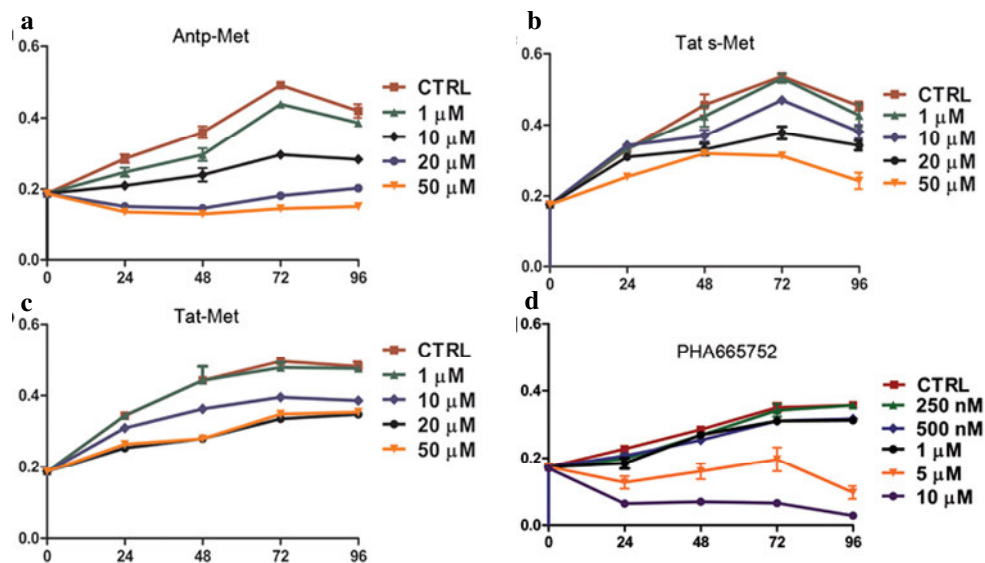 a
Antp-Met
0.6
0.4
0.2
0.0
0 24 48 72 96
CTRL
1 μM
10 μM
20 μM
50 μM
b
Tat s-Met
0.6
0.4
0.2
0.0
0 24 48 72 96
CTRL
1 μM
10 μM
20 μM
50 μM
c
Tat-Met
0.6
0.4
0.2
0.0
0 24 48 72 96
CTRL
1 μM
10 μM
20 μM
50 μM
d
PHA665752
0.6
0.4
0.2
0.0
0 24 48 72 96
CTRL
250 nM
500 nM
1 μM
5 μM
10 μM